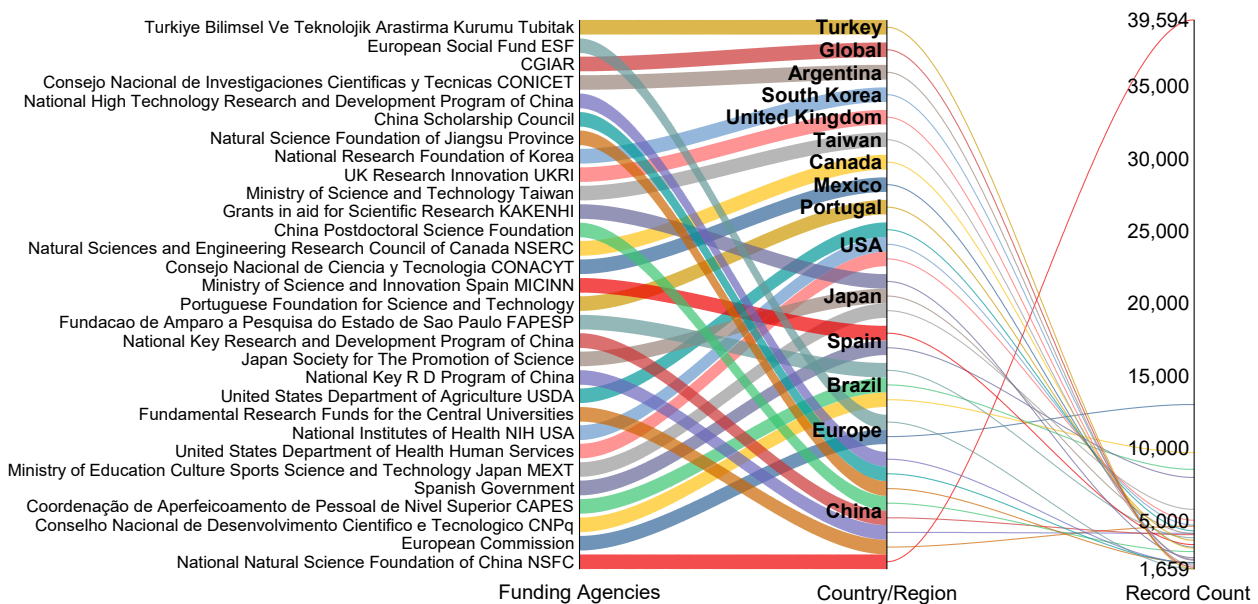 Turkiye Bilimsel Ve Teknolojik Arastirma Kurumu Tubitak
European Social Fund ESF
CGIAR
Consejo Nacional de Investigaciones Cientificas y Tecnicas CONICET
National High Technology Research and Development Program of China
China Scholarship Council
Natural Science Foundation of Jiangsu Province
National Research Foundation of Korea
UK Research Innovation UKRI
Ministry of Science and Technology Taiwan
Grants in aid for Scientific Research KAKENHI
China Postdoctoral Science Foundation
Natural Sciences and Engineering Research Council of Canada NSERC
Consejo Nacional de Ciencia y Tecnologia CONACYT
Ministry of Science and Innovation Spain MICINN
Portuguese Foundation for Science and Technology
Fundacao de Amparo a Pesquisa do Estado de Sao Paulo FAPESP
National Key Research and Development Program of China
Japan Society for The Promotion of Science
National Key R D Program of China
United States Department of Agriculture USDA
Fundamental Research Funds for the Central Universities
National Institutes of Health NIH USA
United States Department of Health Human Services
Ministry of Education Culture Sports Science and Technology Japan MEXT
Spanish Government
Coordenação de Aperfeicoamento de Pessoal de Nivel Superior CAPES
Conselho Nacional de Desenvolvimento Cientifico e Tecnologico CNPq
European Commission
National Natural Science Foundation of China NSFC
Funding Agencies
Turkey
Global
Argentina
South Korea
United Kingdom
Taiwan
Canada
Mexico
Portugal
USA
Japan
Spain
Brazil
Europe
China
Country/Region
39,594
35,000
30,000
25,000
20,000
15,000
10,000
5,000
1,659
Record Count